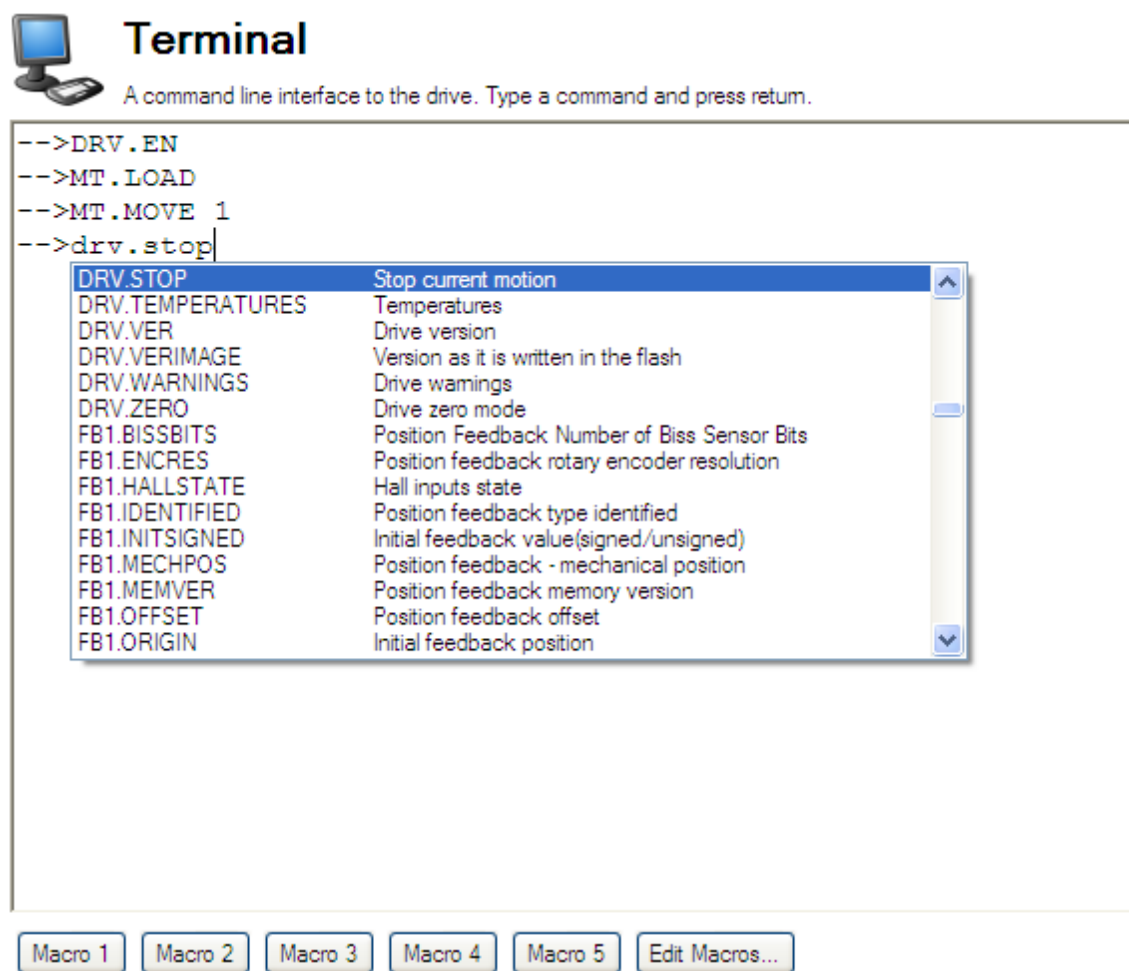 Terminal
A command line interface to the drive. Type a command and press return.
-->DRV.EN
-->MT.LOAD
-->MT.MOVE 1
-->drv.stop
DRV.STOP Stop current motion
DRV.TEMPERATURES Temperatures
DRV.VER Drive version
DRV.VERIMAGE Version as it is written in the flash
DRV.WARNINGS Drive warnings
DRV.ZERO Drive zero mode
FB1.BISSBITS Position Feedback Number of Biss Sensor Bits
FB1.ENCRES Position feedback rotary encoder resolution
FB1.HALLSTATE Hall inputs state
FB1.IDENTIFIED Position feedback type identified
FB1.INITSIGNED Initial feedback value(signed/unsigned)
FB1.MECHPOS Position feedback - mechanical position
FB1.MEMVER Position feedback memory version
FB1.OFFSET Position feedback offset
FB1.ORIGIN Initial feedback position
Macro 1 Macro 2 Macro 3 Macro 4 Macro 5 Edit Macros...